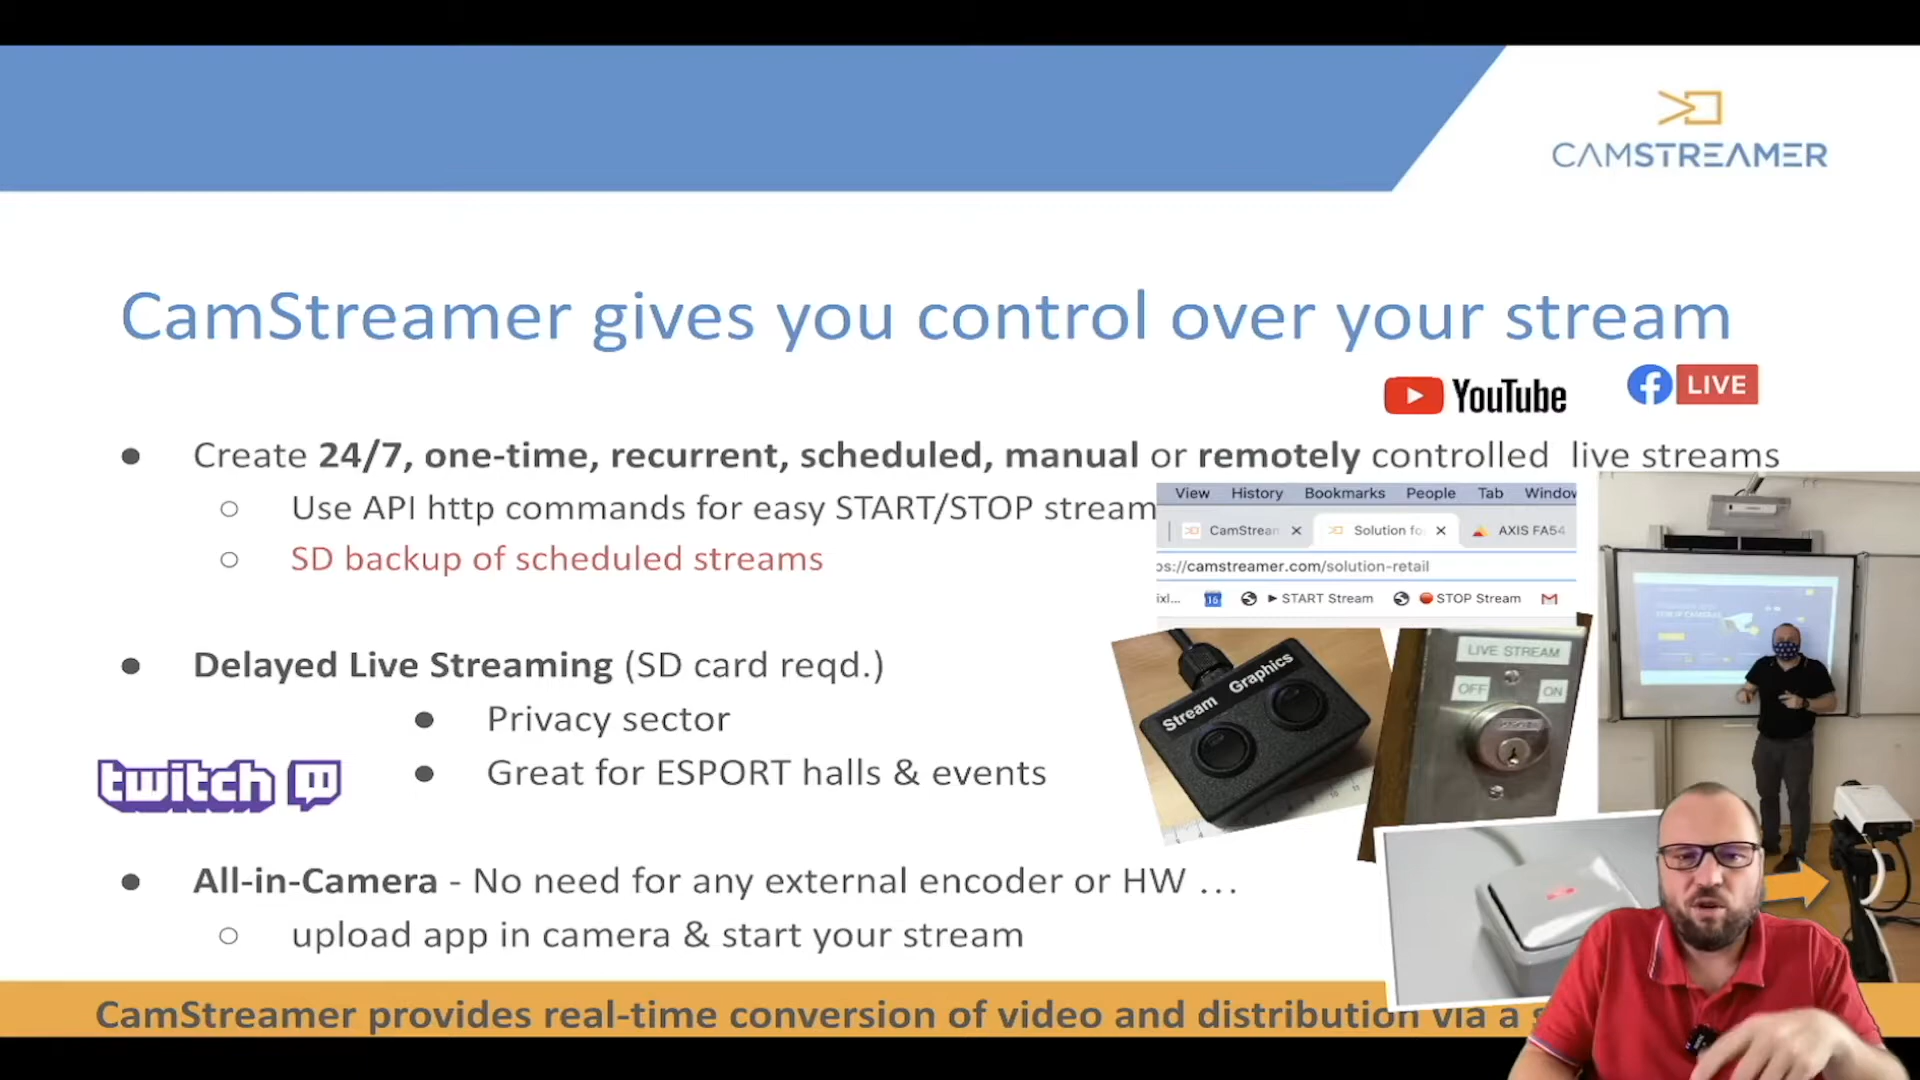 CAMSTREAMER
CamStreamer gives you control over your stream
YouTube
LIVE
● Create 24/7, one-time, recurrent, scheduled, manual or remotely controlled live streams
○ Use API http commands for easy START/STOP stream
○ SD backup of scheduled streams
View History Bookmarks People Tab Window
CamStrean × Solution fo × AXIS FA54
ps://camstreamer.com/solution-retail
ixl... 16 ▶ START Stream STOP Stream
● Delayed Live Streaming (SD card reqd.)
● Privacy sector
● Great for ESPORT halls & events
twitch
Stream Graphics
LIVE STREAM
OFF ON
● All-in-Camera - No need for any external encoder or HW ...
○ upload app in camera & start your stream
CamStreamer provides real-time conversion of video and distribution via a